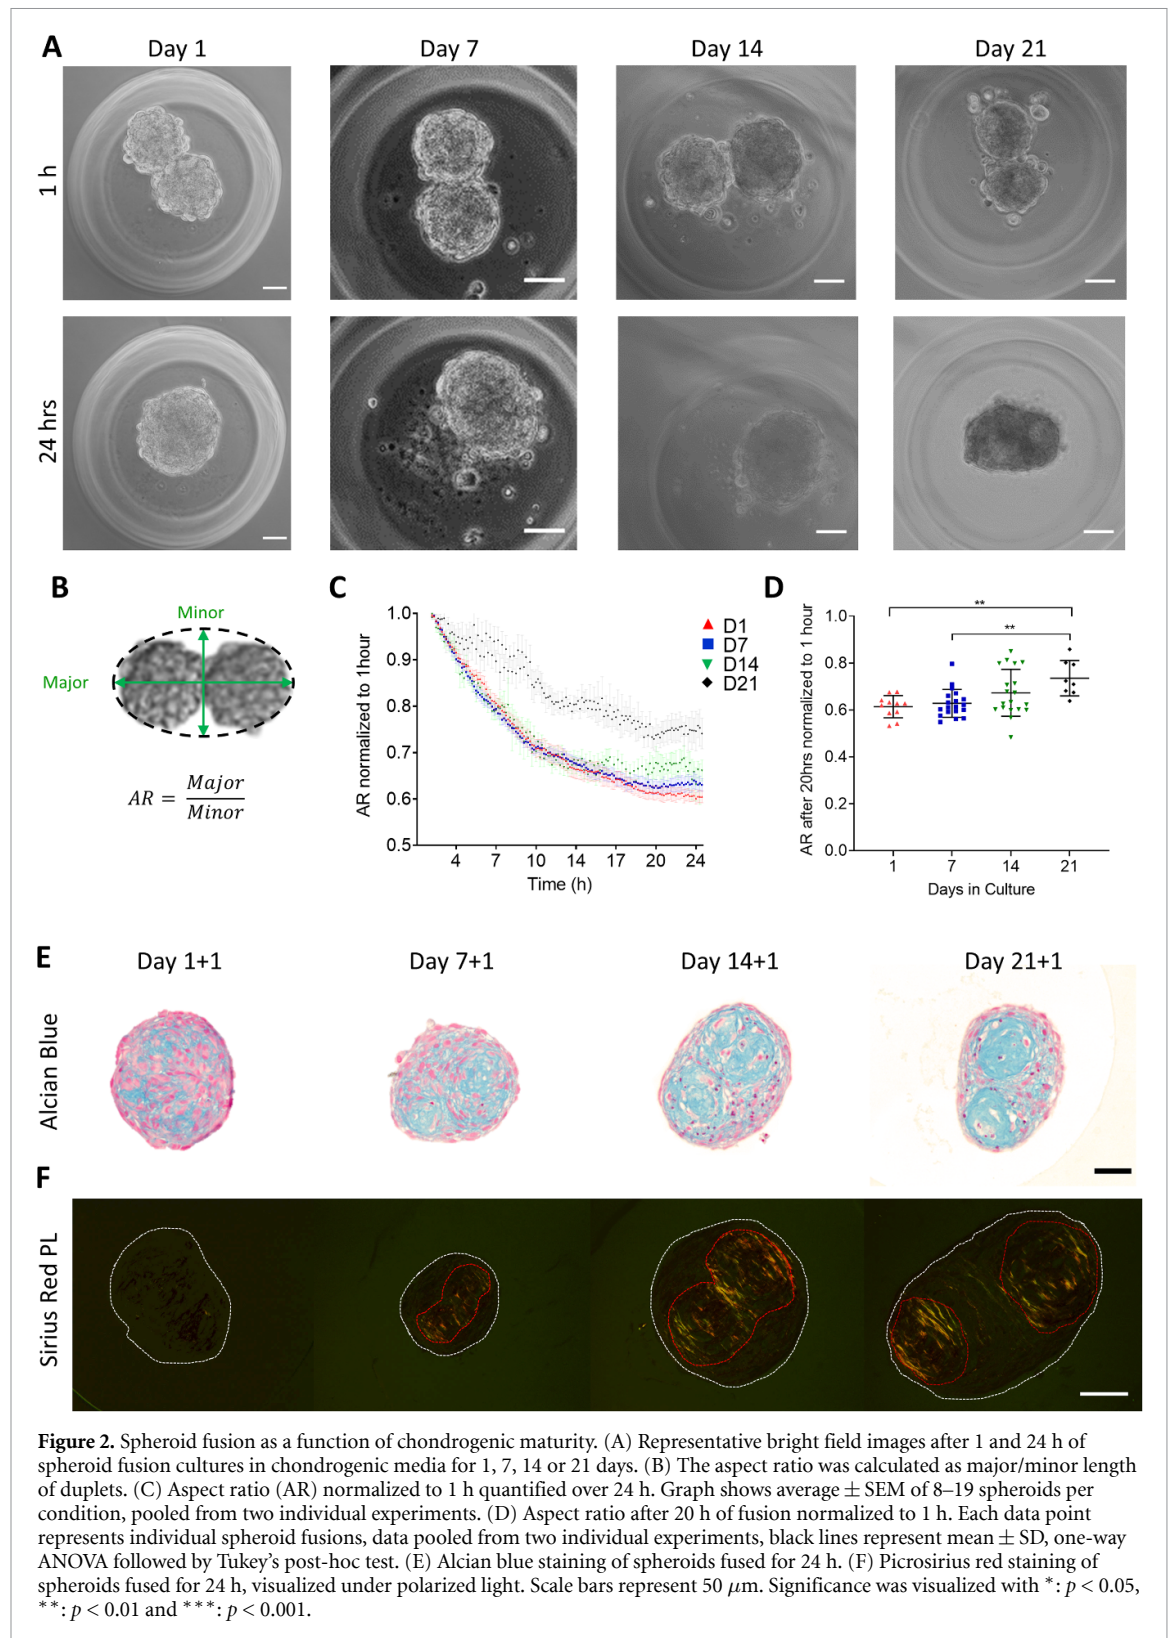 A
Day 1
Day 7
Day 14
Day 21
1 h
24 hrs
B
Minor
Major
AR = Major
Minor
C
AR normalized to 1hour
1.0
0.9
0.8
0.7
0.6
0.5
4 7 10 14 17 20 24
Time (h)
D1
D7
D14
D21
D
AR after 20hrs normalized to 1 hour
1.0
0.8
0.6
0.4
0.2
0.0
**
**
1 7 14 21
Days in Culture
E
Day 1+1
Day 7+1
Day 14+1
Day 21+1
Alcian Blue
F
Sirius Red PL
Figure 2. Spheroid fusion as a function of chondrogenic maturity. (A) Representative bright field images after 1 and 24 h of
spheroid fusion cultures in chondrogenic media for 1, 7, 14 or 21 days. (B) The aspect ratio was calculated as major/minor length
of duplets. (C) Aspect ratio (AR) normalized to 1 h quantified over 24 h. Graph shows average ± SEM of 8–19 spheroids per
condition, pooled from two individual experiments. (D) Aspect ratio after 20 h of fusion normalized to 1 h. Each data point
represents individual spheroid fusions, data pooled from two individual experiments, black lines represent mean ± SD, one-way
ANOVA followed by Tukey's post-hoc test. (E) Alcian blue staining of spheroids fused for 24 h. (F) Picrosirius red staining of
spheroids fused for 24 h, visualized under polarized light. Scale bars represent 50 μm. Significance was visualized with *: p < 0.05,
**: p < 0.01 and ***: p < 0.001.